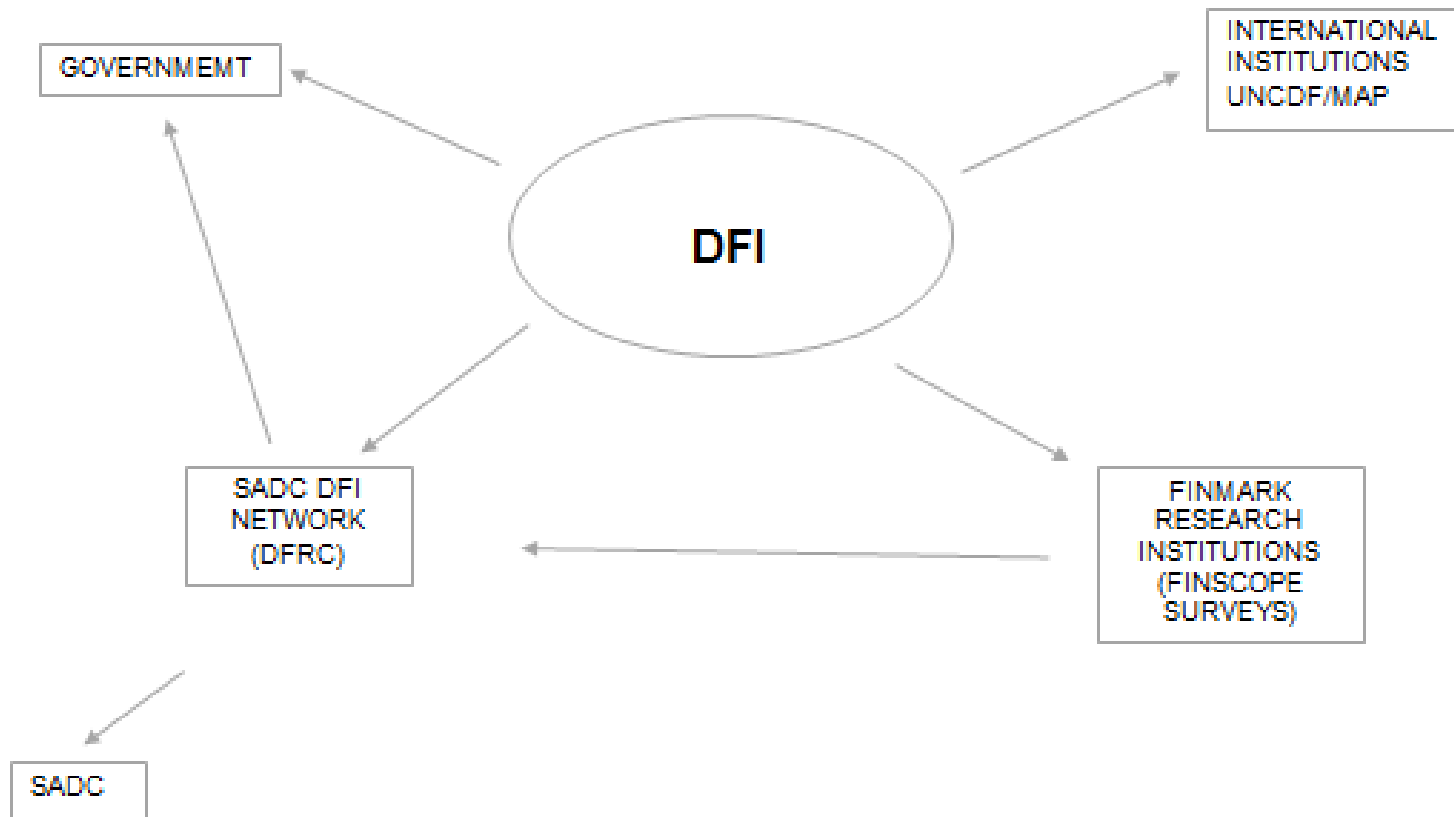 GOVERNMEMT
INTERNATIONAL
INSTITUTIONS
UNCDF/MAP
DFI
SADC DFI
NETWORK
(DFRC)
FINMARK
RESEARCH
INSTITUTIONS
(FINSCOPE
SURVEYS)
SADC